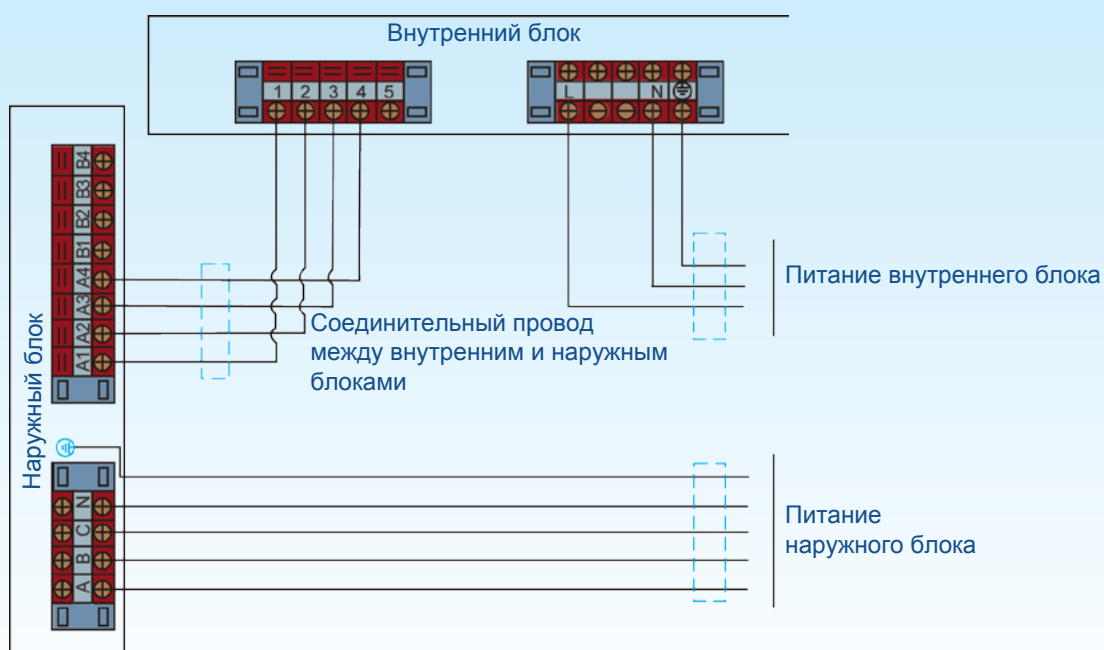 Внутренний блок
1 2 3 4 5
L N
B4
B3
B2
B1
A4
A3
A2
A1
Наружный блок
Питание внутреннего блока
Соединительный провод
между внутренним и наружным
блоками
N
C
B
A
Питание
наружного блока